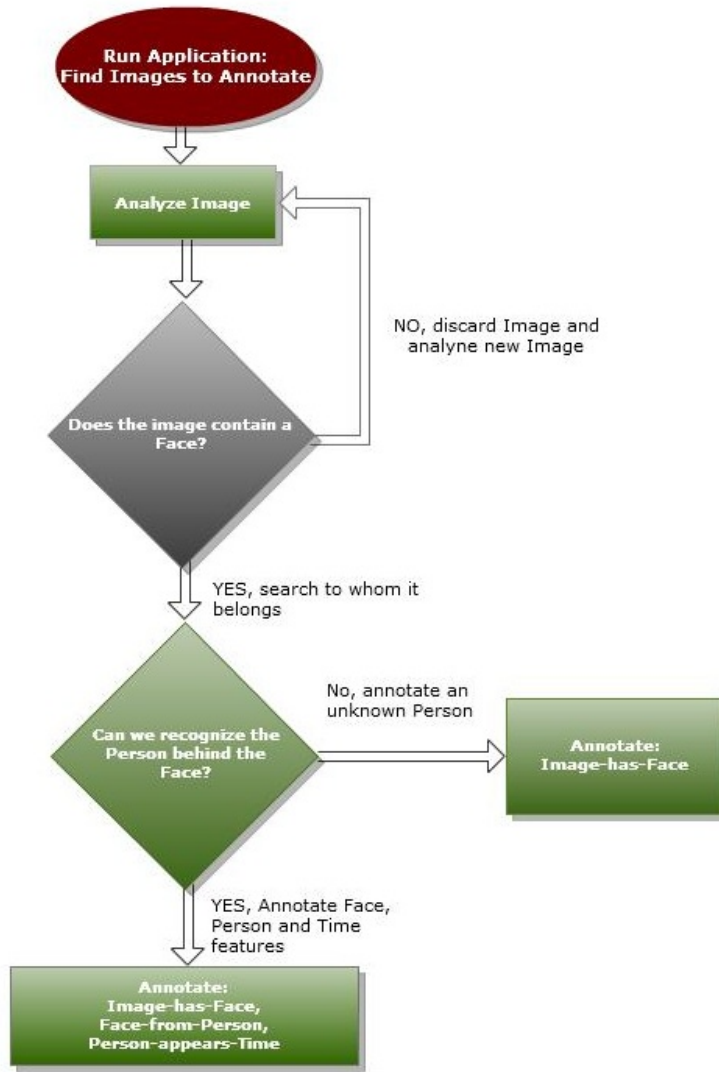 Run Application:
Find Images to Annotate
Analyze Image
NO, discard Image and
analyne new Image
Does the image contain a
Face?
YES, search to whom it
belongs
No, annotate an
unknown Person
Can we recognize the
Person behind the
Face?
Annotate:
Image-has-Face
YES, Annotate Face,
Person and Time
features
Annotate:
Image-has-Face,
Face-from-Person,
Person-appears-Time